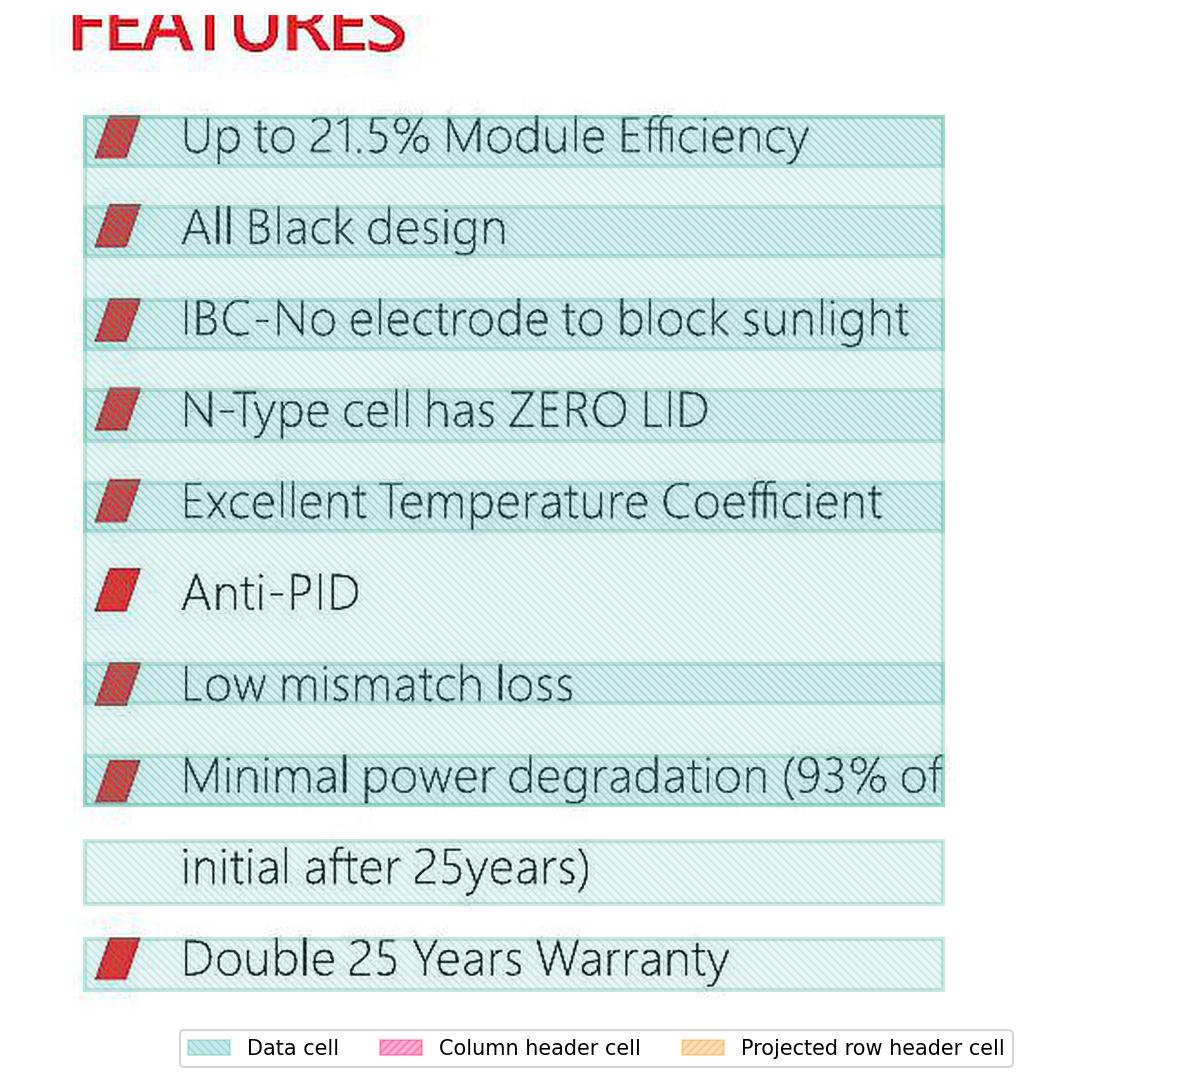 FEATURES
Up to 21.5% Module Efficiency
All Black design
IBC-No electrode to block sunlight
N-Type cell has ZERO LID
Excellent Temperature Coefficient
Anti-PID
Low mismatch loss
Minimal power degradation (93% of
initial after 25years)
Double 25 Years Warranty
Data cell Column header cell Projected row header cell